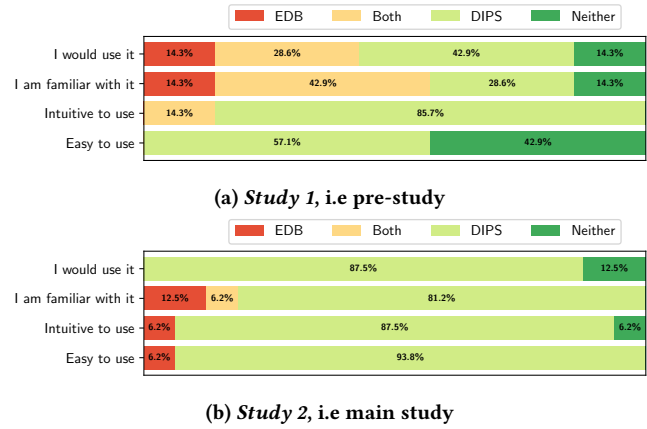 EDB Both DIPS Neither
I would use it 14.3% 28.6% 42.9% 14.3%
I am familiar with it 14.3% 42.9% 28.6% 14.3%
Intuitive to use 14.3% 85.7%
Easy to use 57.1% 42.9%
(a) Study 1, i.e pre-study
EDB Both DIPS Neither
I would use it 87.5% 12.5%
I am familiar with it 12.5% 6.2% 81.2%
Intuitive to use 6.2% 87.5% 6.2%
Easy to use 6.2% 93.8%
(b) Study 2, i.e main study